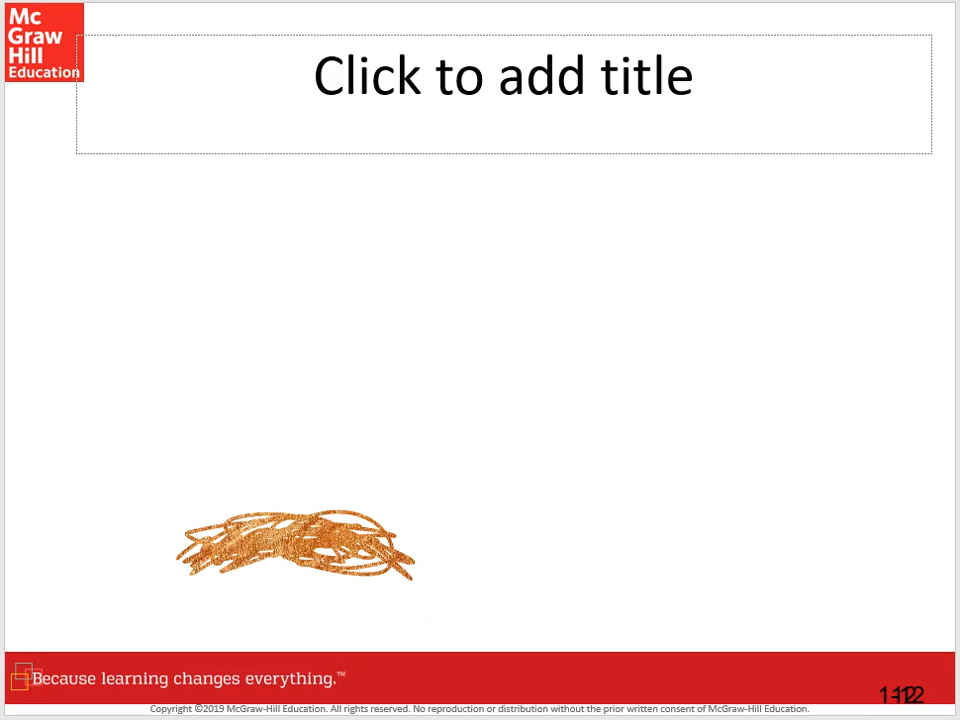 Mc
Graw
Hill
Education
Click to add title
Because learning changes everything.™
Copyright ©2019 McGraw-Hill Education. All rights reserved. No reproduction or distribution without the prior written consent of McGraw-Hill Education.